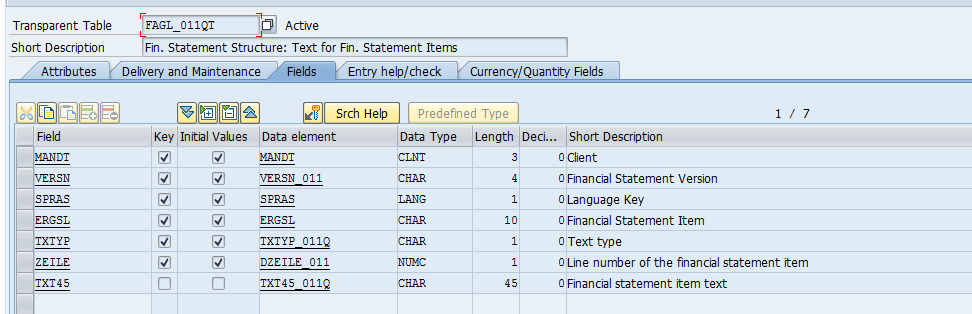 Transparent Table FAGL_011QT Active
Short Description Fin. Statement Structure: Text for Fin. Statement Items
Attributes Delivery and Maintenance Fields Entry help/check Currency/Quantity Fields
Srch Help Predefined Type 1 / 7
Field Key Initial Values Data element Data Type Length Deci... Short Description
MANDT MANDT CLNT 3 0 Client
VERSN VERSN_011 CHAR 4 0 Financial Statement Version
SPRAS SPRAS LANG 1 0 Language Key
ERGSL ERGSL CHAR 10 0 Financial Statement Item
TXTYP TXTYP_011Q CHAR 1 0 Text type
ZEILE DZEILE_011 NUMC 1 0 Line number of the financial statement item
TXT45 TXT45_011Q CHAR 45 0 Financial statement item text